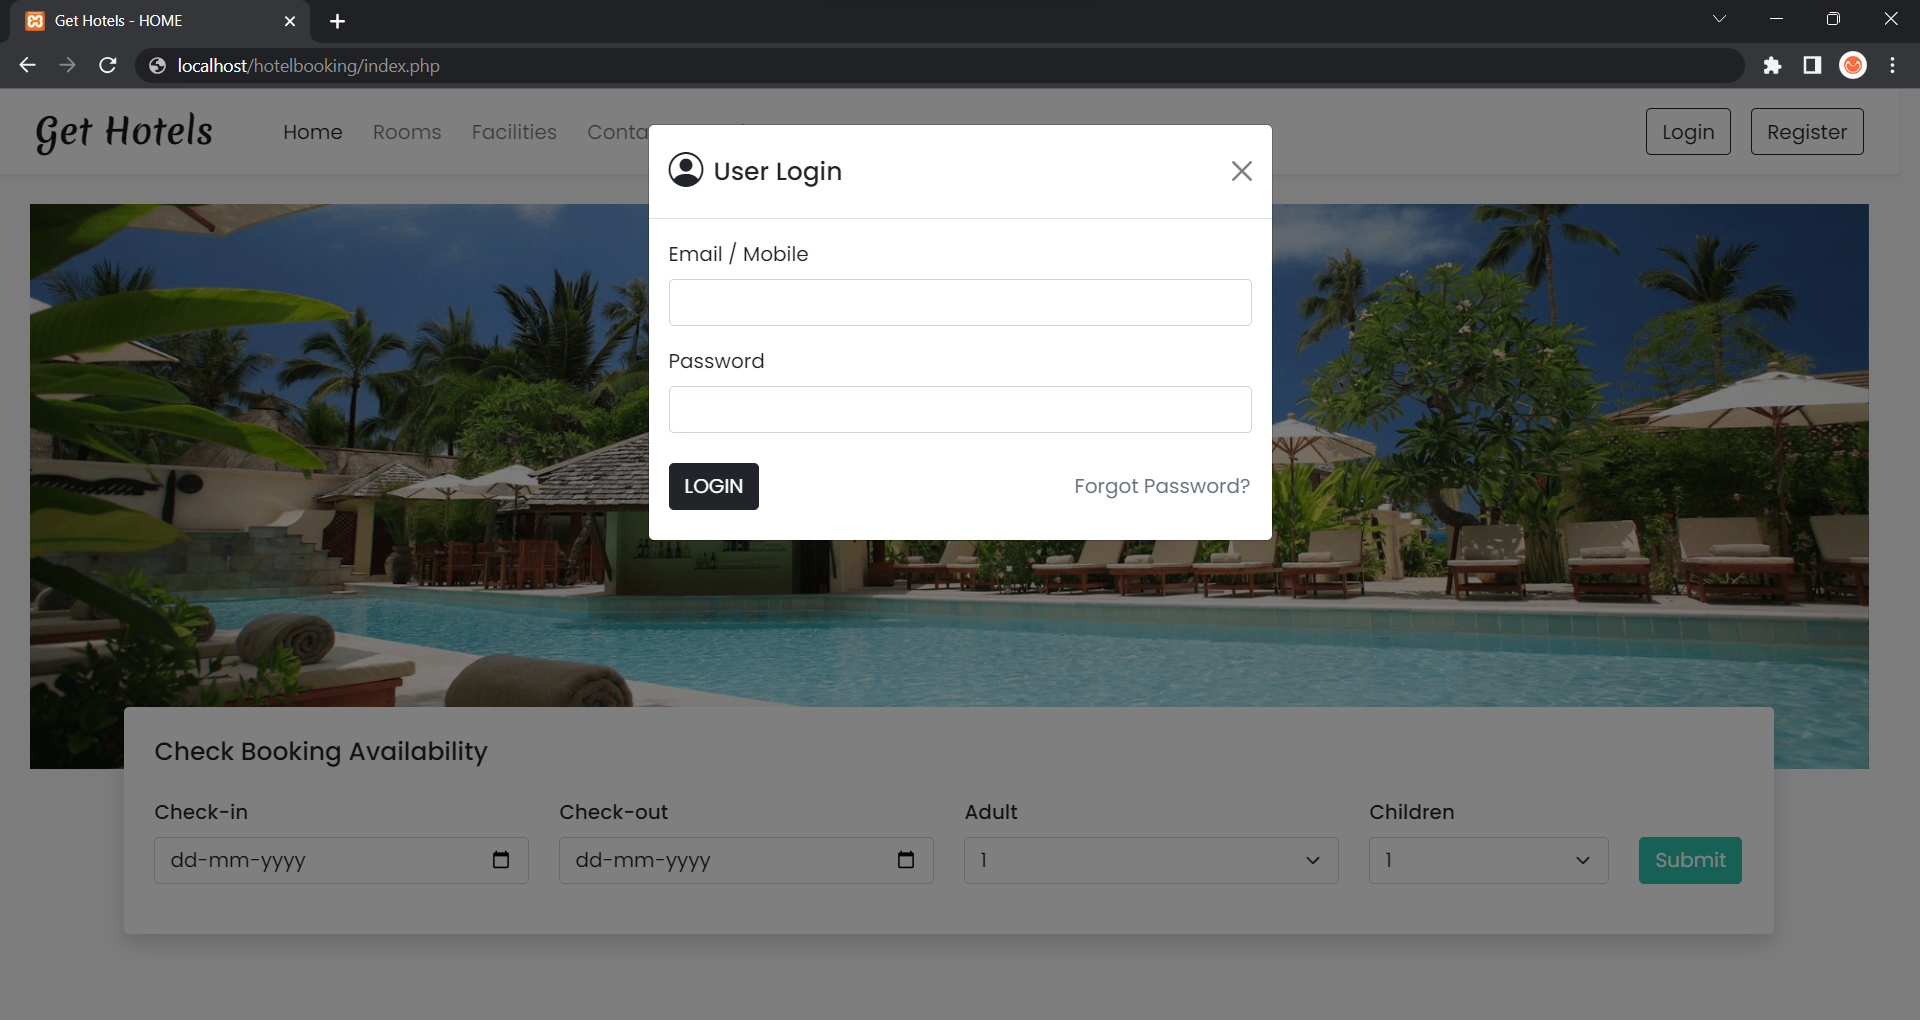 Get Hotels - HOME
localhost/hotelbooking/index.php
Get Hotels
Home Rooms Facilities Conta
Login Register
User Login
Email / Mobile
Password
LOGIN Forgot Password?
Check Booking Availability
Check-in Check-out Adult Children
dd-mm-yyyy dd-mm-yyyy 1 1 Submit